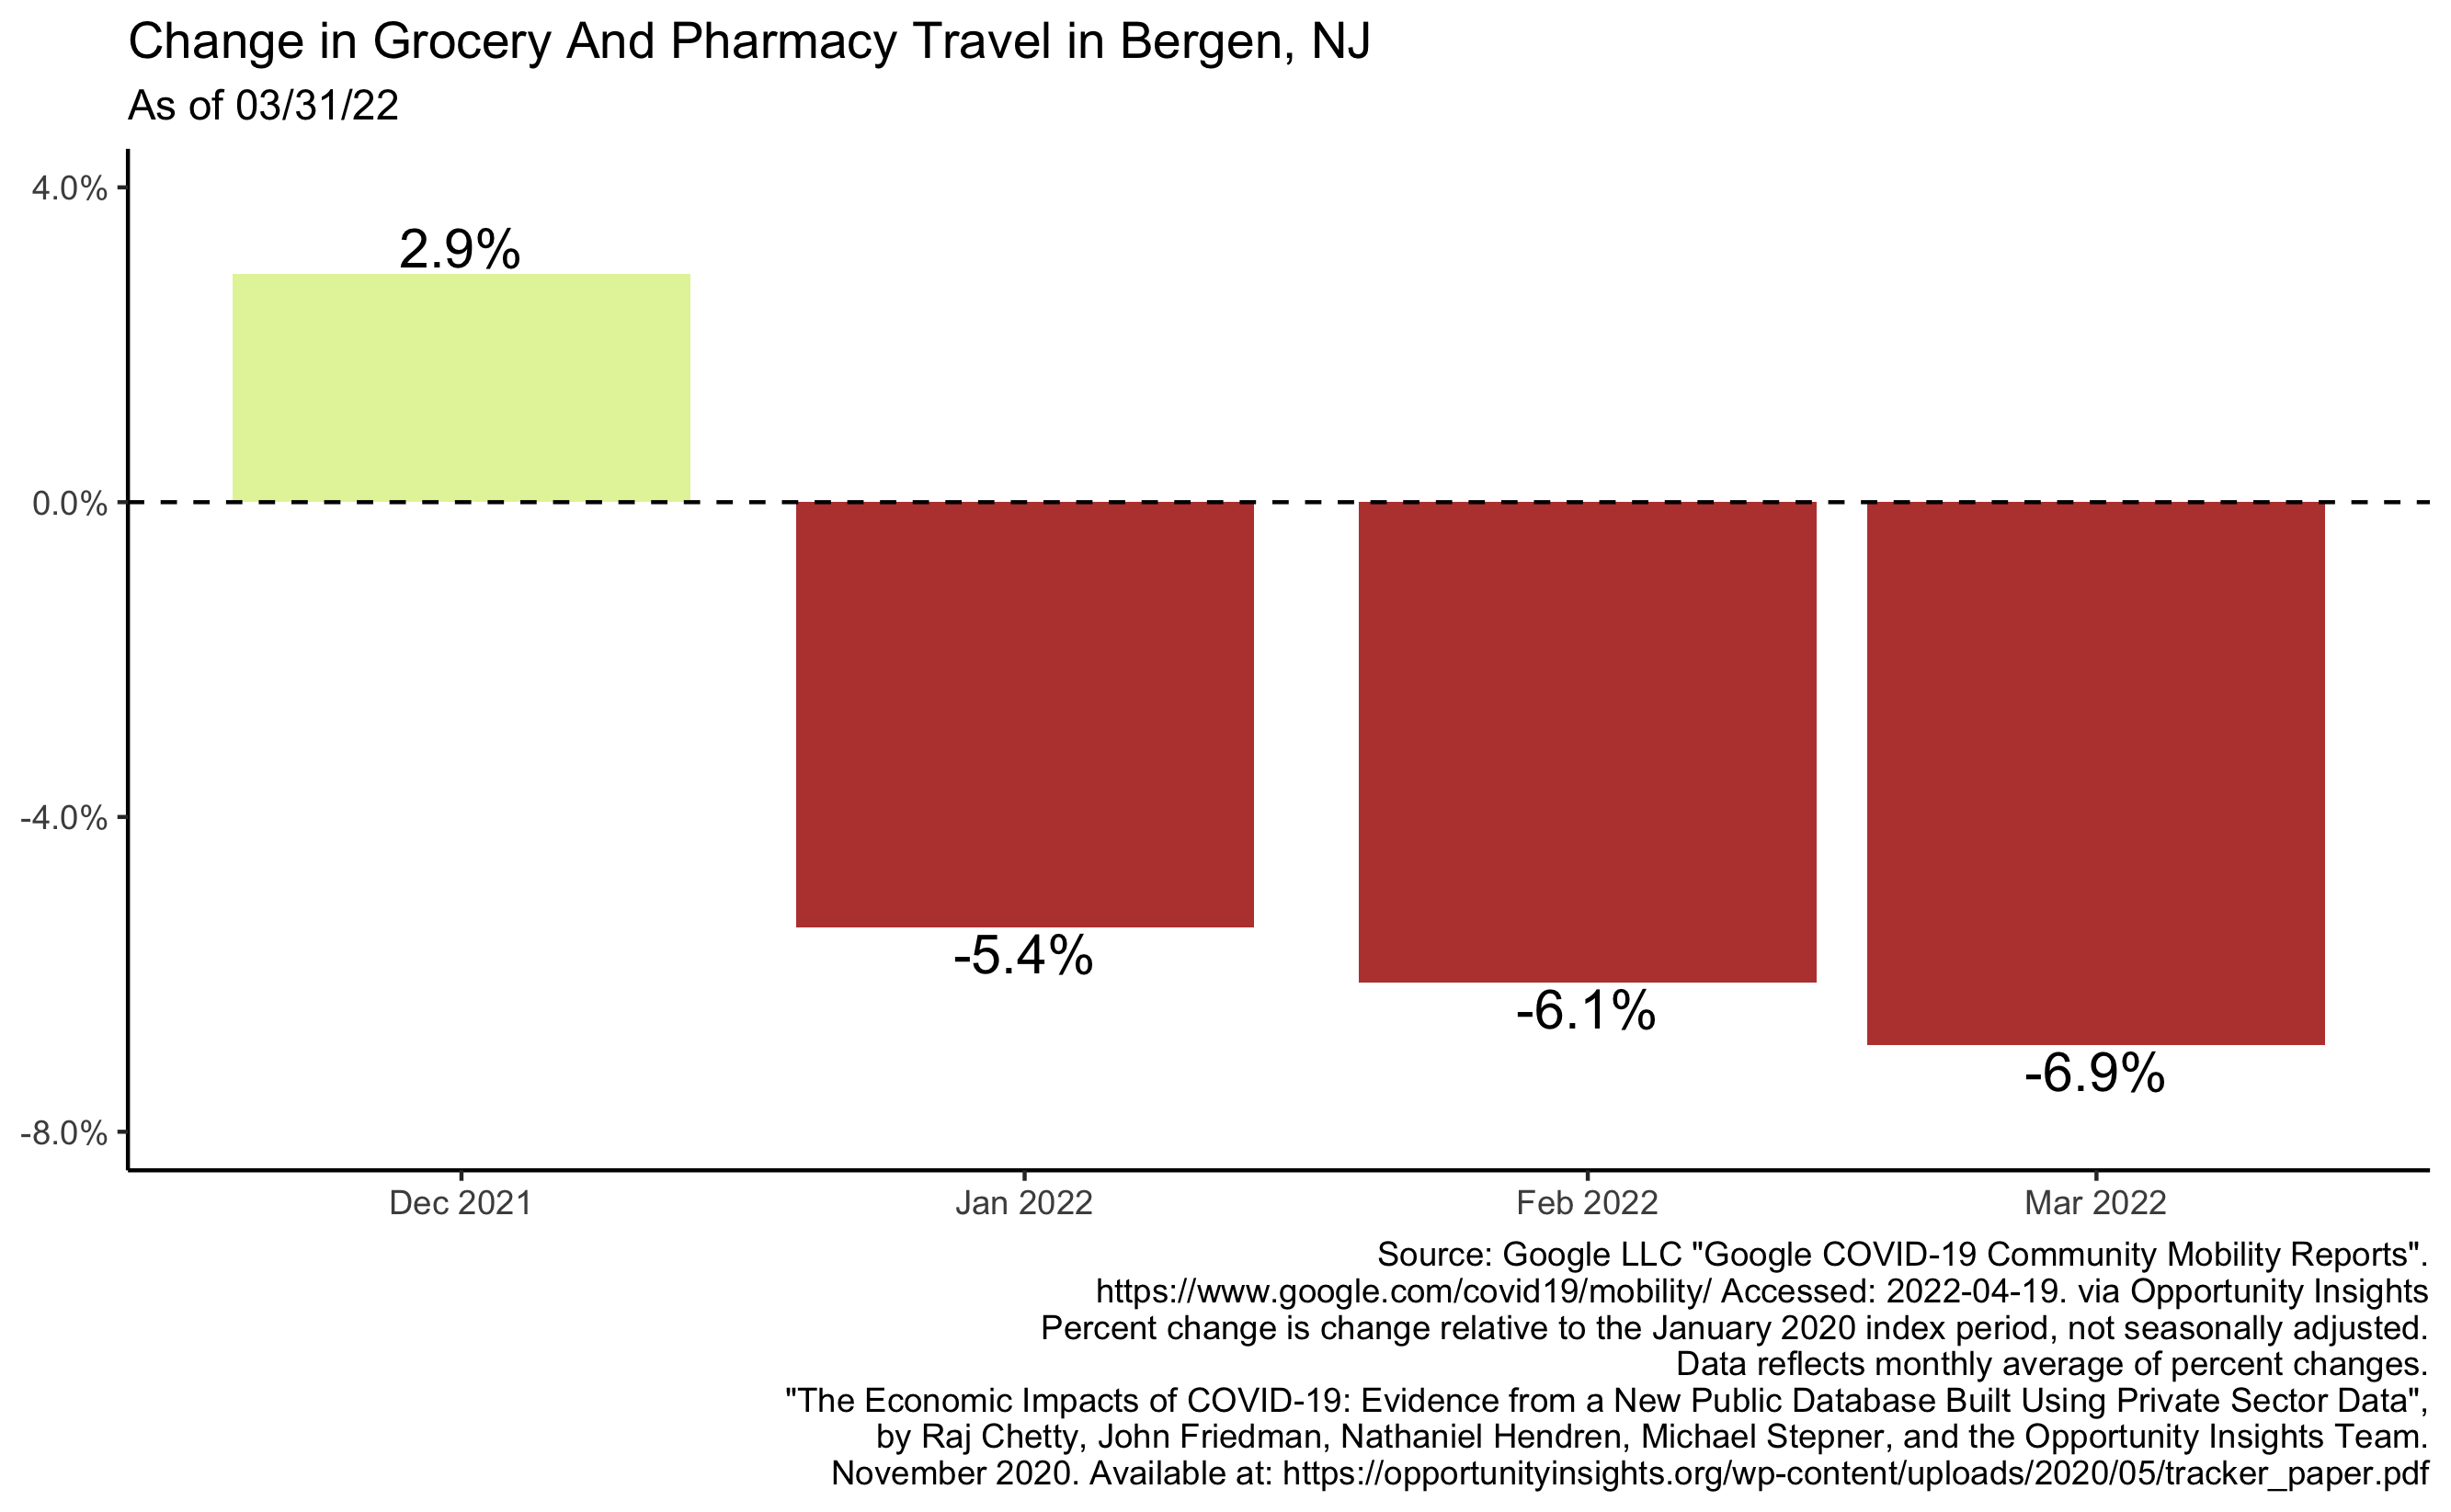 Change in Grocery And Pharmacy Travel in Bergen, NJ
As of 03/31/22
4.0%
0.0%
-4.0%
-8.0%
2.9%
-5.4%
-6.1%
-6.9%
Dec 2021
Jan 2022
Feb 2022
Mar 2022
Source: Google LLC "Google COVID-19 Community Mobility Reports".
https://www.google.com/covid19/mobility/ Accessed: 2022-04-19. via Opportunity Insights
Percent change is change relative to the January 2020 index period, not seasonally adjusted.
Data reflects monthly average of percent changes.
"The Economic Impacts of COVID-19: Evidence from a New Public Database Built Using Private Sector Data",
by Raj Chetty, John Friedman, Nathaniel Hendren, Michael Stepner, and the Opportunity Insights Team.
November 2020. Available at: https://opportunityinsights.org/wp-content/uploads/2020/05/tracker_paper.pdf